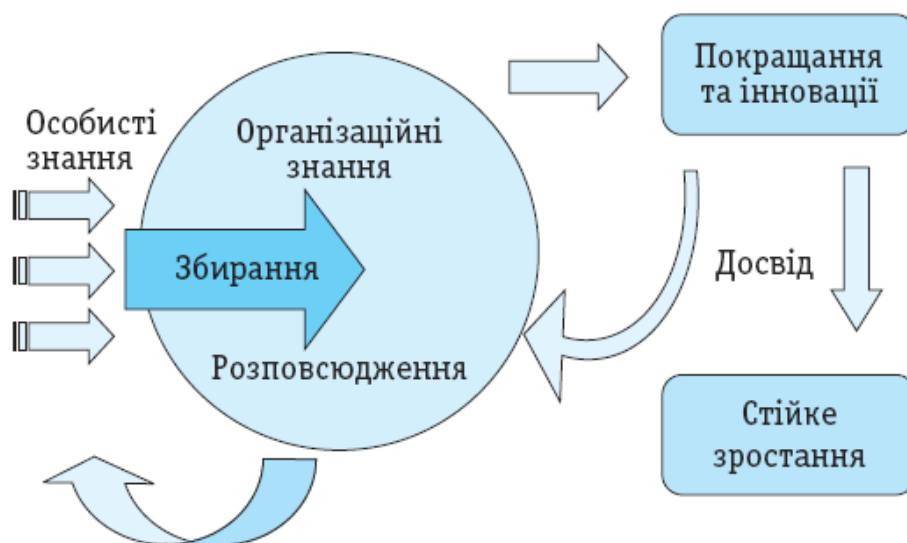 Особисті
знання
Організаційні
знання
Збирання
Розповсюдження
Покращання
та інновації
Досвід
Стійке
зростання